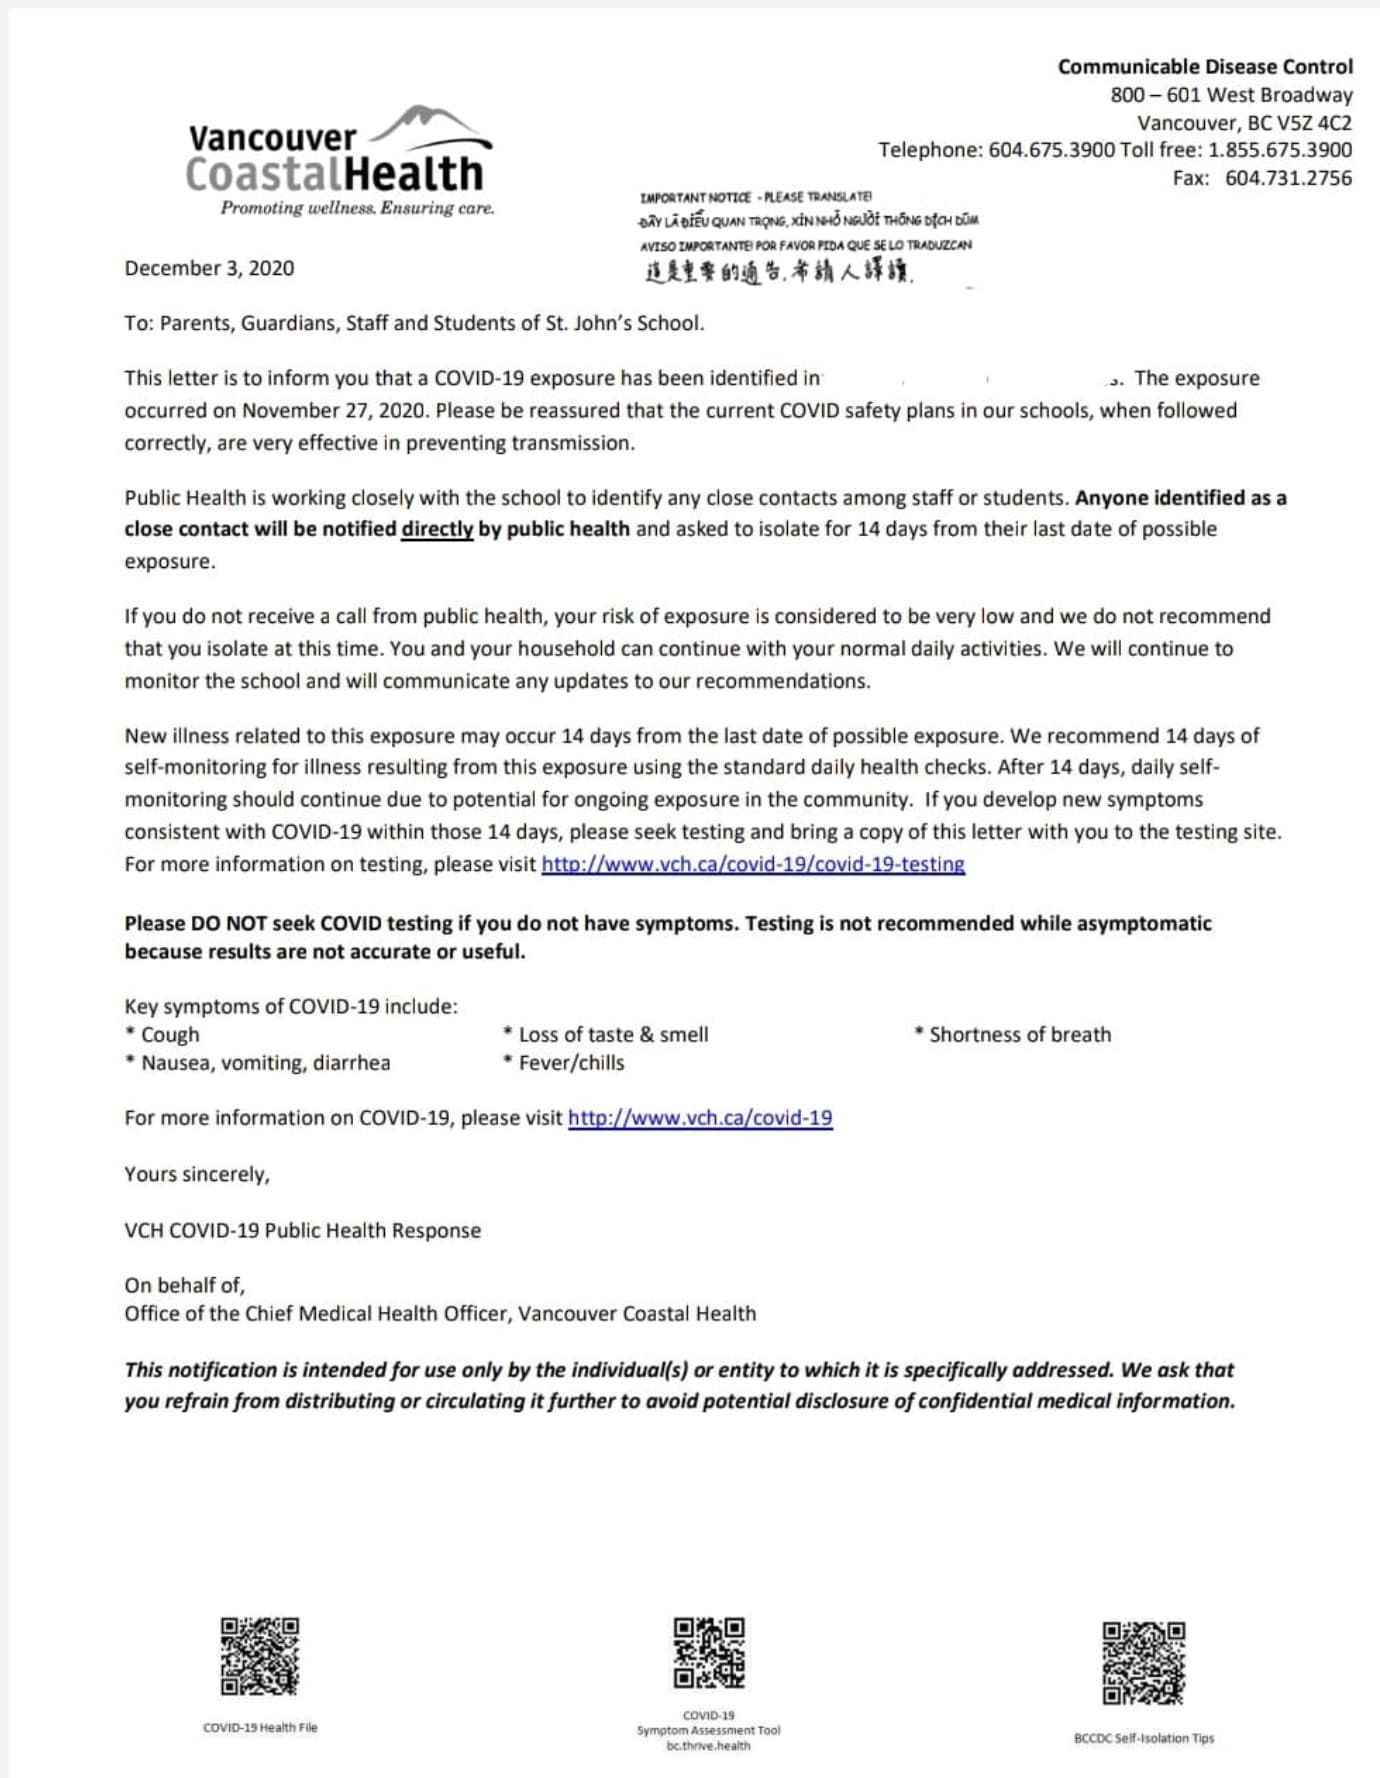 Communicable Disease Control
800 – 601 West Broadway
Vancouver, BC V5Z 4C2
Telephone: 604.675.3900 Toll free: 1.855.675.3900
Fax: 604.731.2756
Vancouver
CoastalHealth
Promoting wellness. Ensuring care.
IMPORTANT NOTICE - PLEASE TRANSLATE!
ĐÂY LÀ ĐIỀU QUAN TRỌNG, XIN NHỜ NGƯỜI THÔNG DỊCH DÙM
AVISO IMPORTANTE! POR FAVOR PIDA QUE SE LO TRADUZCAN
這是重要的通告,希請人譯讀.
December 3, 2020
To: Parents, Guardians, Staff and Students of St. John's School.
This letter is to inform you that a COVID-19 exposure has been identified in . The exposure
occurred on November 27, 2020. Please be reassured that the current COVID safety plans in our schools, when followed
correctly, are very effective in preventing transmission.
Public Health is working closely with the school to identify any close contacts among staff or students. Anyone identified as a
close contact will be notified directly by public health and asked to isolate for 14 days from their last date of possible
exposure.
If you do not receive a call from public health, your risk of exposure is considered to be very low and we do not recommend
that you isolate at this time. You and your household can continue with your normal daily activities. We will continue to
monitor the school and will communicate any updates to our recommendations.
New illness related to this exposure may occur 14 days from the last date of possible exposure. We recommend 14 days of
self-monitoring for illness resulting from this exposure using the standard daily health checks. After 14 days, daily self-
monitoring should continue due to potential for ongoing exposure in the community. If you develop new symptoms
consistent with COVID-19 within those 14 days, please seek testing and bring a copy of this letter with you to the testing site.
For more information on testing, please visit http://www.vch.ca/covid-19/covid-19-testing
Please DO NOT seek COVID testing if you do not have symptoms. Testing is not recommended while asymptomatic
because results are not accurate or useful.
Key symptoms of COVID-19 include:
* Cough * Loss of taste & smell * Shortness of breath
* Nausea, vomiting, diarrhea * Fever/chills
For more information on COVID-19, please visit http://www.vch.ca/covid-19
Yours sincerely,
VCH COVID-19 Public Health Response
On behalf of,
Office of the Chief Medical Health Officer, Vancouver Coastal Health
This notification is intended for use only by the individual(s) or entity to which it is specifically addressed. We ask that
you refrain from distributing or circulating it further to avoid potential disclosure of confidential medical information.
COVID-19 Health File
COVID-19
Symptom Assessment Tool
bc.thrive.health
BCCDC Self-Isolation Tips